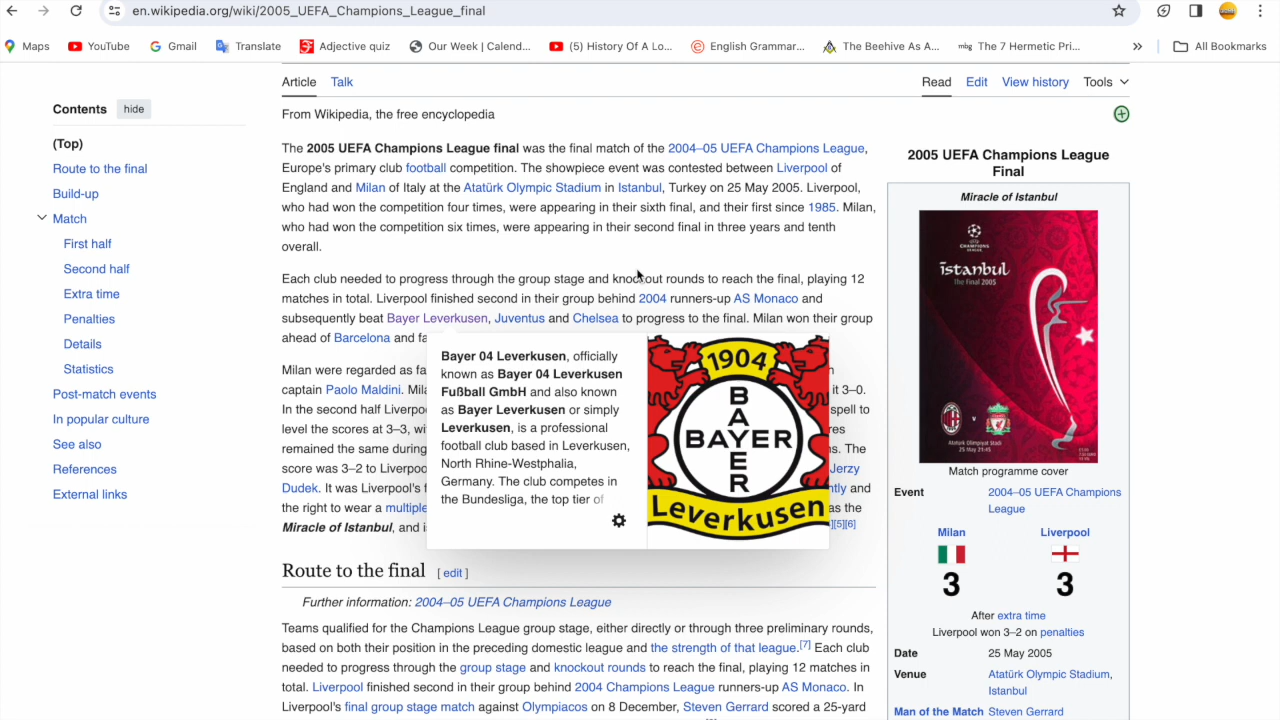 en.wikipedia.org/wiki/2005_UEFA_Champions_League_final
Maps
YouTube
Gmail
Translate
Adjective quiz
Our Week | Calend...
(5) History Of A Lo...
English Grammar...
The Beehive As A...
mbg The 7 Hermetic Pri...
»
All Bookmarks
Contents hide
(Top)
Route to the final
Build-up
Match
First half
Second half
Extra time
Penalties
Details
Statistics
Post-match events
In popular culture
See also
References
External links
Article Talk
Read Edit View history Tools
From Wikipedia, the free encyclopedia
The 2005 UEFA Champions League final was the final match of the 2004–05 UEFA Champions League,
Europe's primary club football competition. The showpiece event was contested between Liverpool of
England and Milan of Italy at the Atatürk Olympic Stadium in Istanbul, Turkey on 25 May 2005. Liverpool,
who had won the competition four times, were appearing in their sixth final, and their first since 1985. Milan,
who had won the competition six times, were appearing in their second final in three years and tenth
overall.
Each club needed to progress through the group stage and knockout rounds to reach the final, playing 12
matches in total. Liverpool finished second in their group behind 2004 runners-up AS Monaco and
subsequently beat Bayer Leverkusen, Juventus and Chelsea to progress to the final. Milan won their group
ahead of Barcelona and fa
Milan were regarded as fa
captain Paolo Maldini. Mila it 3–0.
In the second half Liverpo spell to
level the scores at 3–3, wi res
remained the same during s. The
score was 3–2 to Liverpoo Jerzy
Dudek. It was Liverpool's f ntly and
the right to wear a multiple as the
Miracle of Istanbul, and i ][5][6]
Bayer 04 Leverkusen, officially
known as Bayer 04 Leverkusen
Fußball GmbH and also known
as Bayer Leverkusen or simply
Leverkusen, is a professional
football club based in Leverkusen,
North Rhine-Westphalia,
Germany. The club competes in
the Bundesliga, the top tier of
1904
BAYER
BAYER
Leverkusen
Route to the final [ edit ]
Further information: 2004–05 UEFA Champions League
Teams qualified for the Champions League group stage, either directly or through three preliminary rounds,
based on both their position in the preceding domestic league and the strength of that league.[7] Each club
needed to progress through the group stage and knockout rounds to reach the final, playing 12 matches in
total. Liverpool finished second in their group behind 2004 Champions League runners-up AS Monaco. In
Liverpool's final group stage match against Olympiacos on 8 December, Steven Gerrard scored a 25-yard
2005 UEFA Champions League
Final
Miracle of Istanbul
CHAMPIONS
LEAGUE
istanbul
The Final 2005
v
Atatürk Olimpiyat Stadi
25 May 21:45
Match programme cover
Event 2004–05 UEFA Champions
League
Milan Liverpool
3 3
After extra time
Liverpool won 3–2 on penalties
Date 25 May 2005
Venue Atatürk Olympic Stadium,
Istanbul
Man of the Match Steven Gerrard